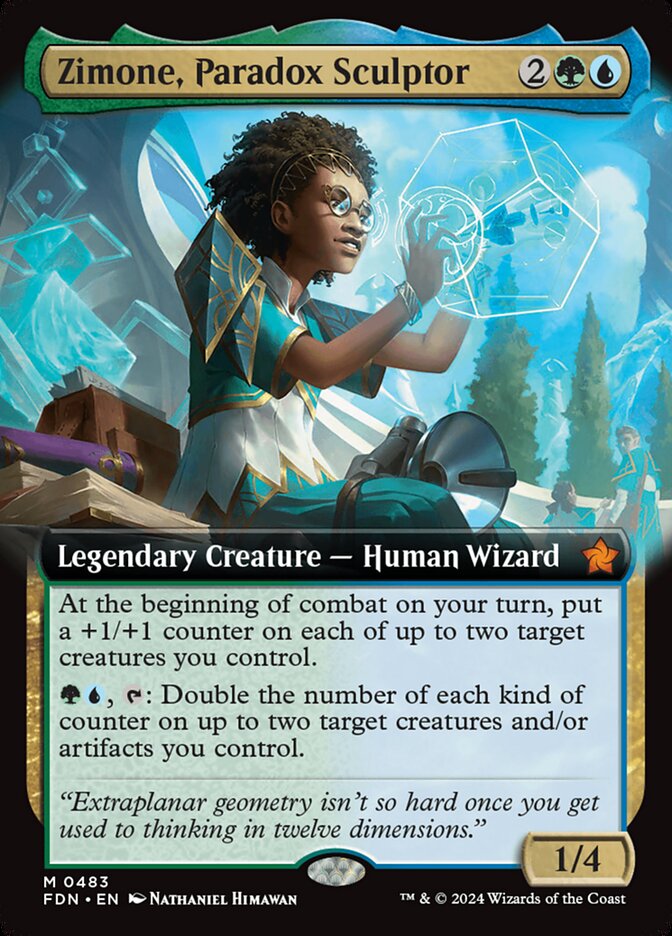 Zimone, Paradox Sculptor 2
Legendary Creature — Human Wizard
At the beginning of combat on your turn, put
a +1/+1 counter on each of up to two target
creatures you control.
, : Double the number of each kind of
counter on up to two target creatures and/or
artifacts you control.
“Extraplanar geometry isn't so hard once you get
used to thinking in twelve dimensions.”
1/4
M 0483
FDN • EN Nathaniel Himawan
™ & © 2024 Wizards of the Coast